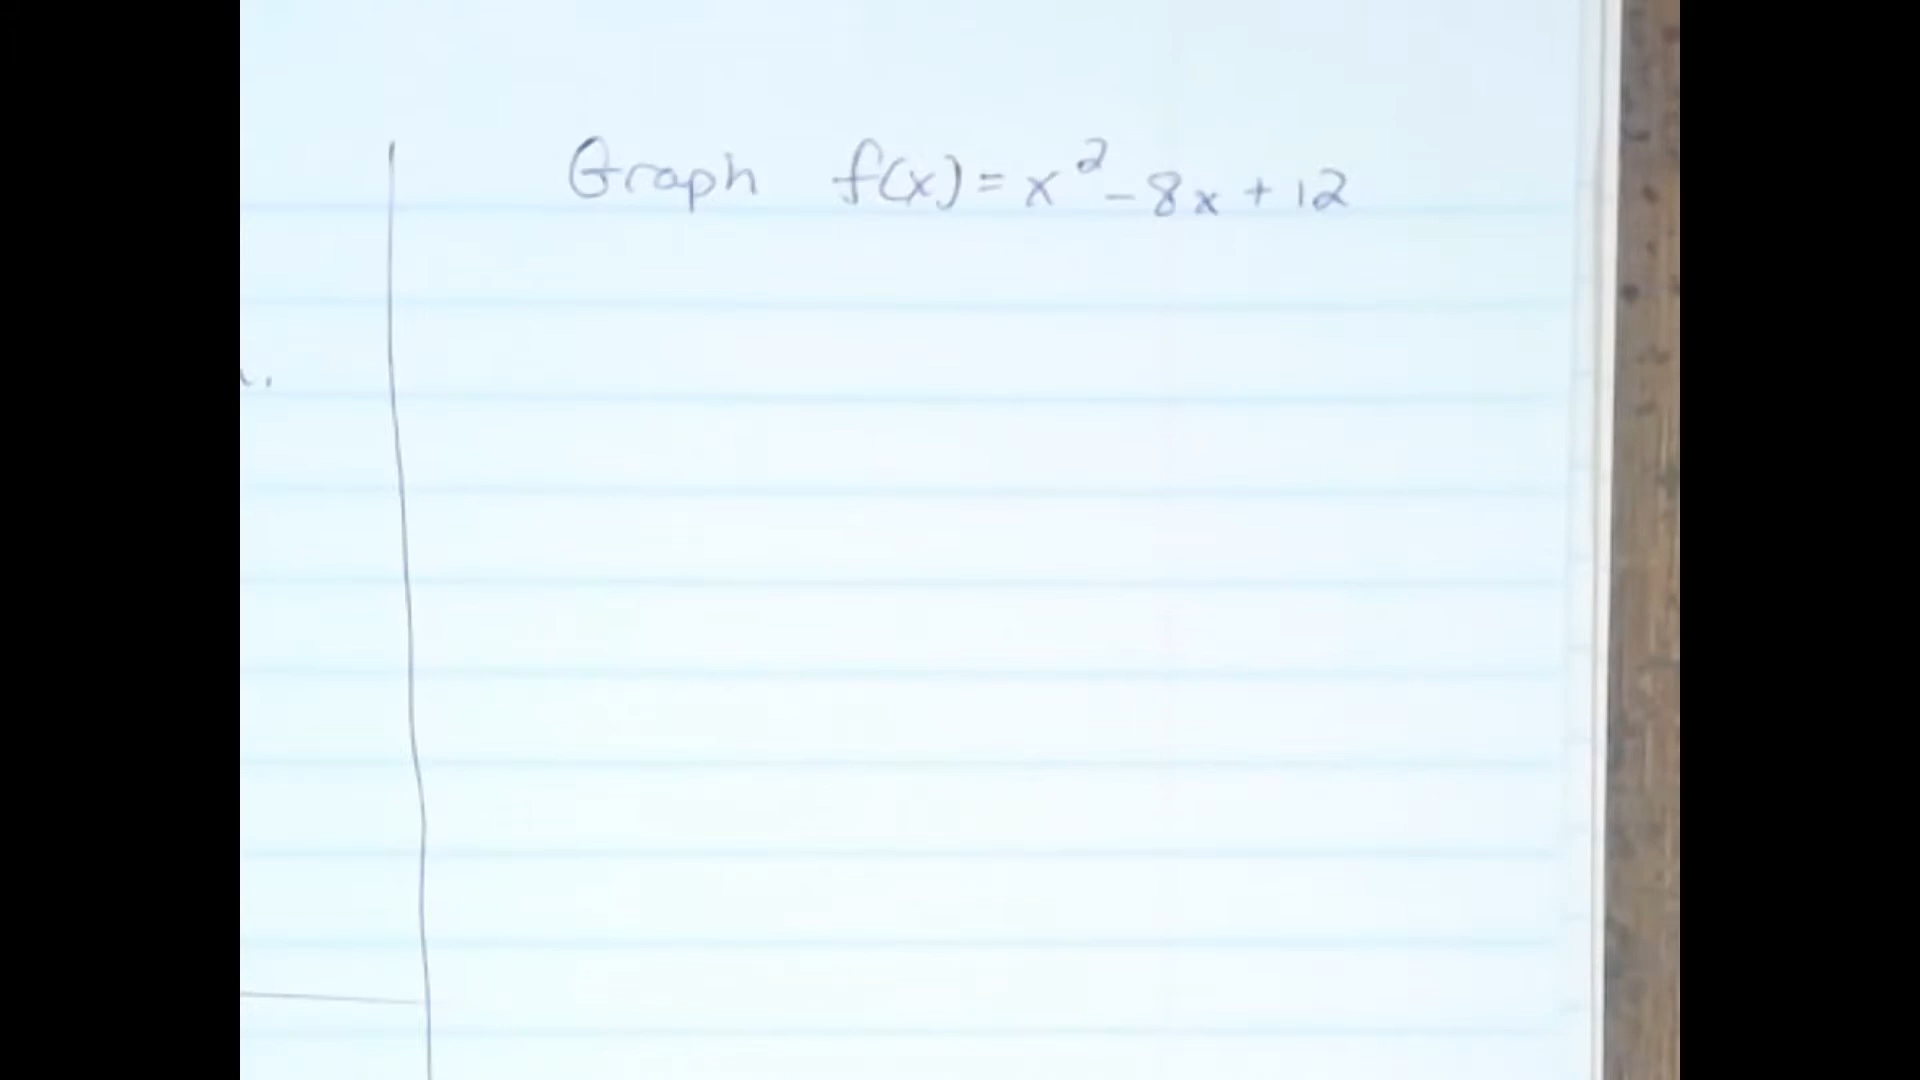 Graph f(x) = x² - 8x + 12